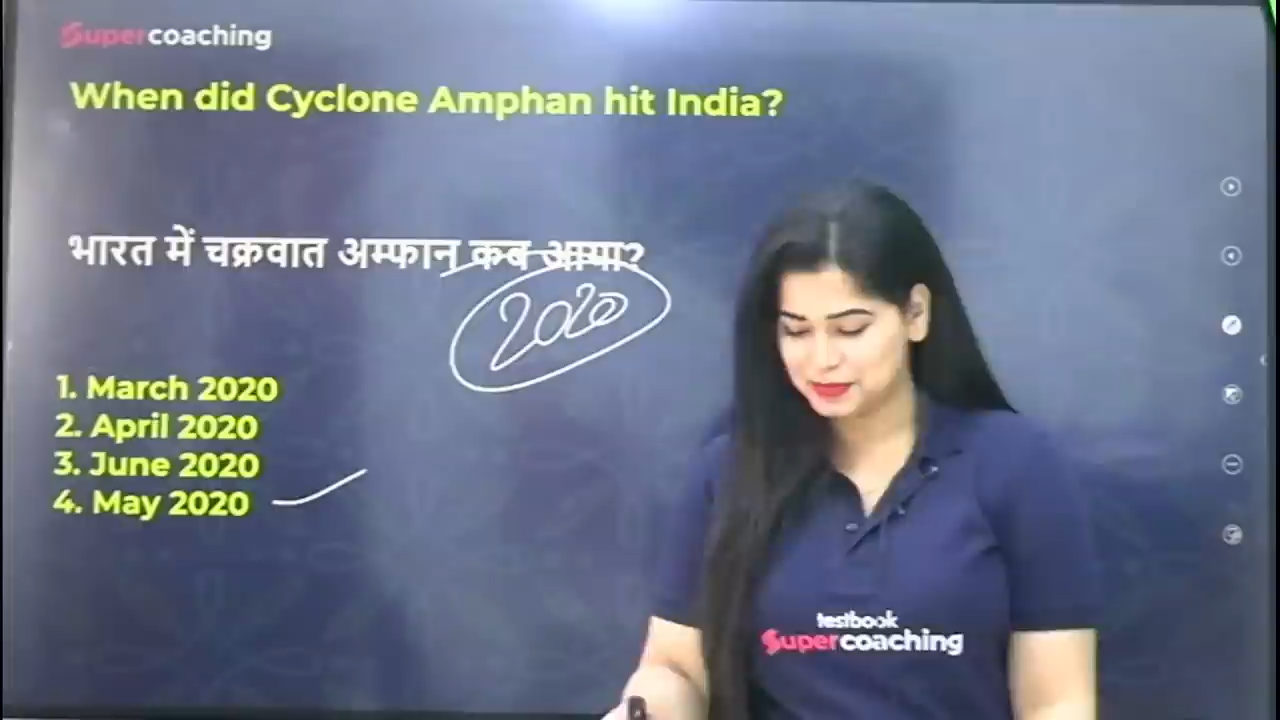 Supercoaching
When did Cyclone Amphan hit India?
भारत में चक्रवात अम्फान कब आया?
2020
1. March 2020
2. April 2020
3. June 2020
4. May 2020
testbook
Supercoaching